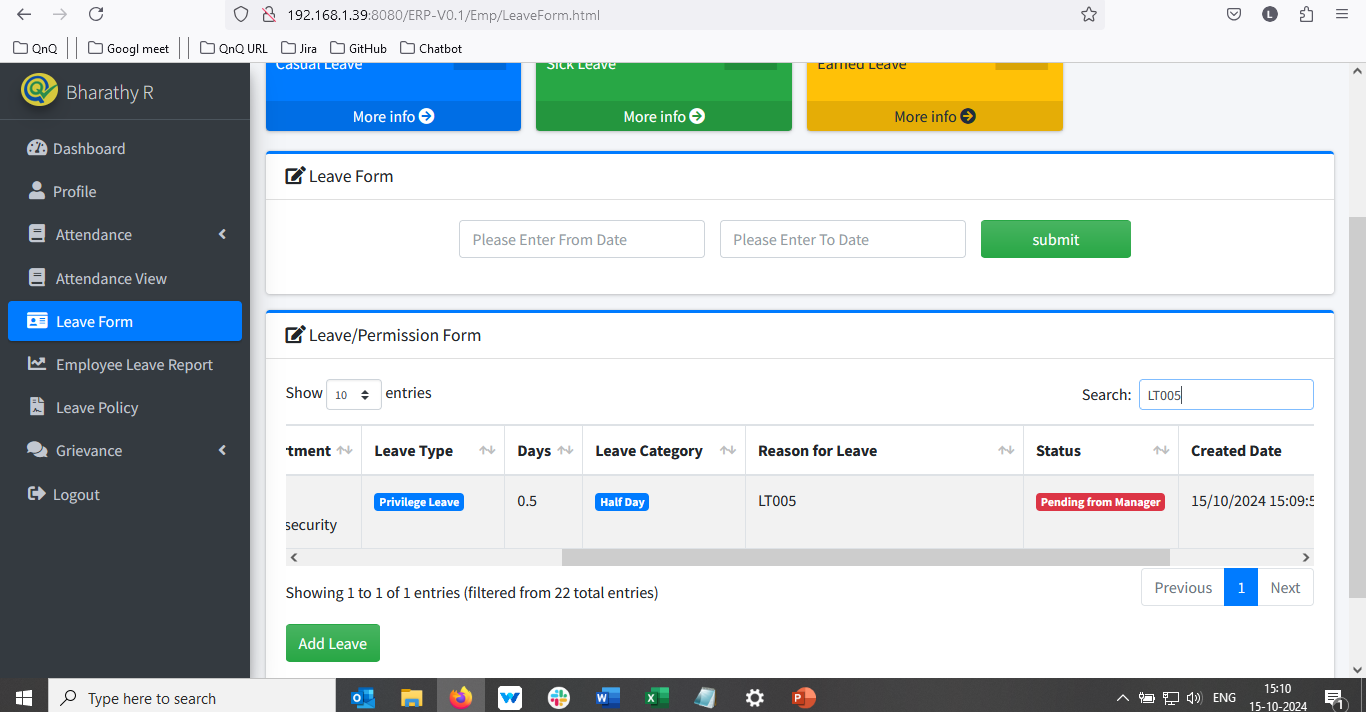 192.168.1.39:8080/ERP-V0.1/Emp/LeaveForm.html
L
QnQ
Googl meet
QnQ URL
Jira
GitHub
Chatbot
Bharathy R
Dashboard
Profile
Attendance
Attendance View
Leave Form
Employee Leave Report
Leave Policy
Grievance
Logout
Casual Leave
Sick Leave
Earned Leave
More info
More info
More info
Leave Form
Please Enter From Date
Please Enter To Date
submit
Leave/Permission Form
Show 10 entries
Search: LT005
rtment
Leave Type
Days
Leave Category
Reason for Leave
Status
Created Date
security
Privilege Leave
0.5
Half Day
LT005
Pending from Manager
15/10/2024 15:09:5
Showing 1 to 1 of 1 entries (filtered from 22 total entries)
Previous
1
Next
Add Leave
Type here to search
ENG
15:10
15-10-2024
1